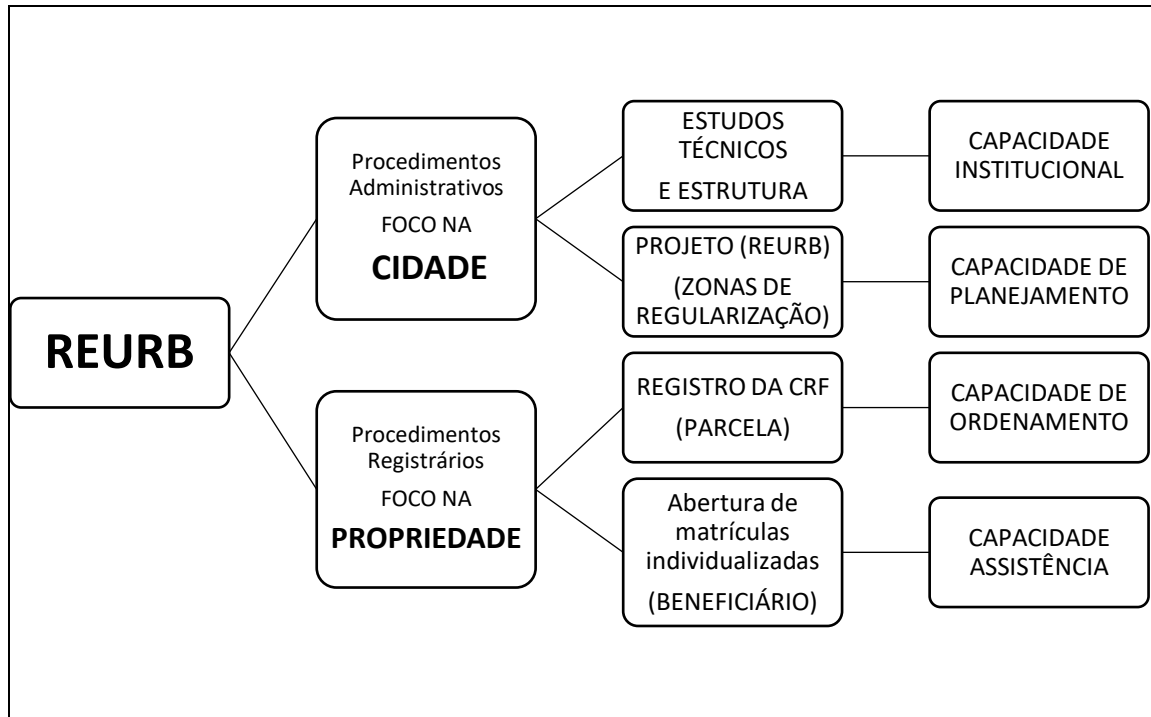 REURB
Procedimentos
Administrativos
FOCO NA
CIDADE
ESTUDOS
TÉCNICOS
E ESTRUTURA
CAPACIDADE
INSTITUCIONAL
PROJETO (REURB)
(ZONAS DE
REGULARIZAÇÃO)
CAPACIDADE DE
PLANEJAMENTO
Procedimentos
Registrários
FOCO NA
PROPRIEDADE
REGISTRO DA CRF
(PARCELA)
CAPACIDADE DE
ORDENAMENTO
Abertura de
matrículas
individualizadas
(BENEFICIÁRIO)
CAPACIDADE
ASSISTÊNCIA